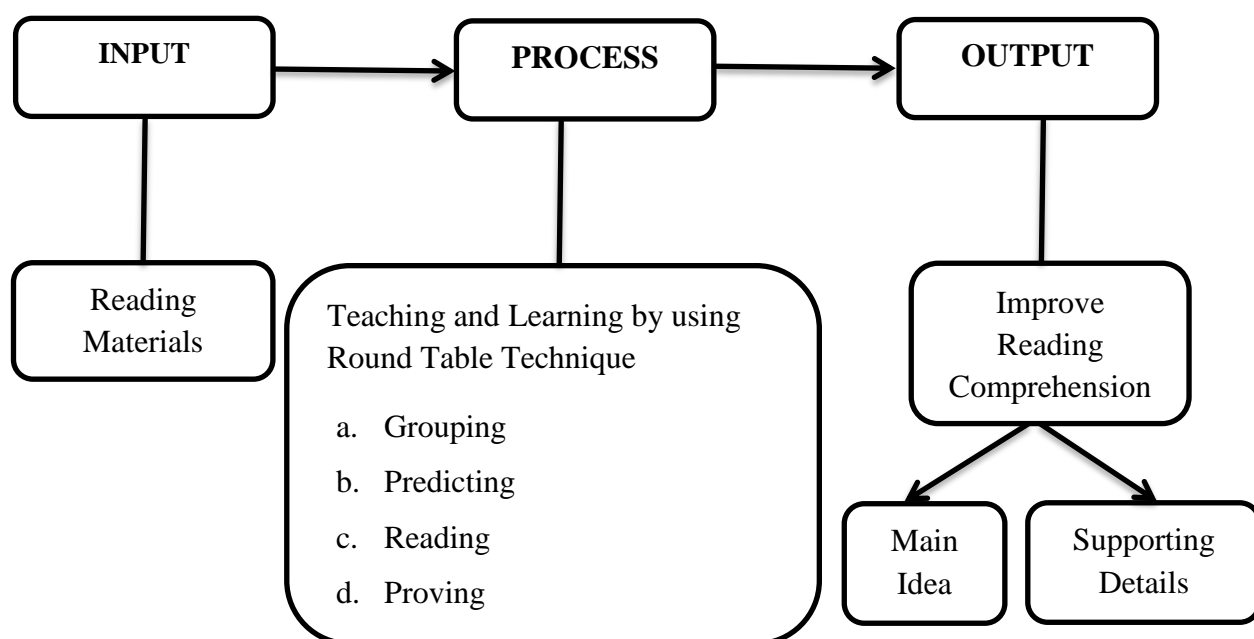 INPUT
PROCESS
OUTPUT
Reading
Materials
Teaching and Learning by using
Round Table Technique
a. Grouping
b. Predicting
c. Reading
d. Proving
Improve
Reading
Comprehension
Main
Idea
Supporting
Details